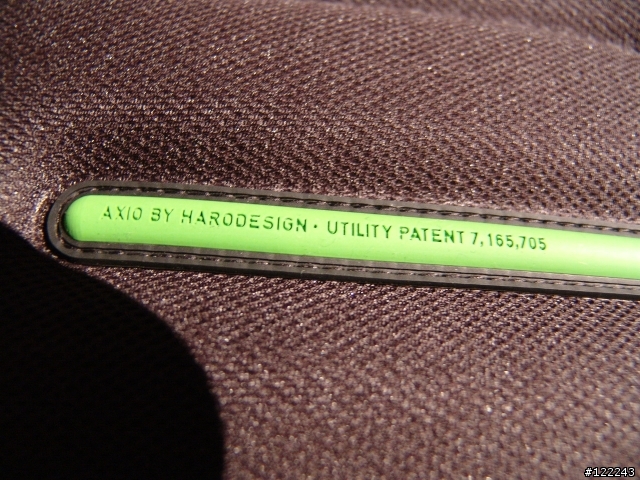 AXIO BY HARODESIGN · UTILITY PATENT 7,165,705
#122243